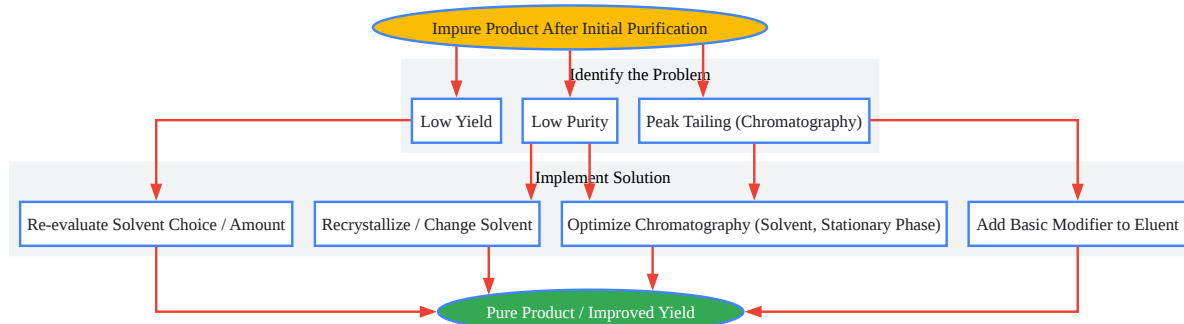 Impure Product After Initial Purification
Identify the Problem
Low Yield
Low Purity
Peak Tailing (Chromatography)
Implement Solution
Re-evaluate Solvent Choice / Amount
Recrystallize / Change Solvent
Optimize Chromatography (Solvent, Stationary Phase)
Add Basic Modifier to Eluent
Pure Product / Improved Yield